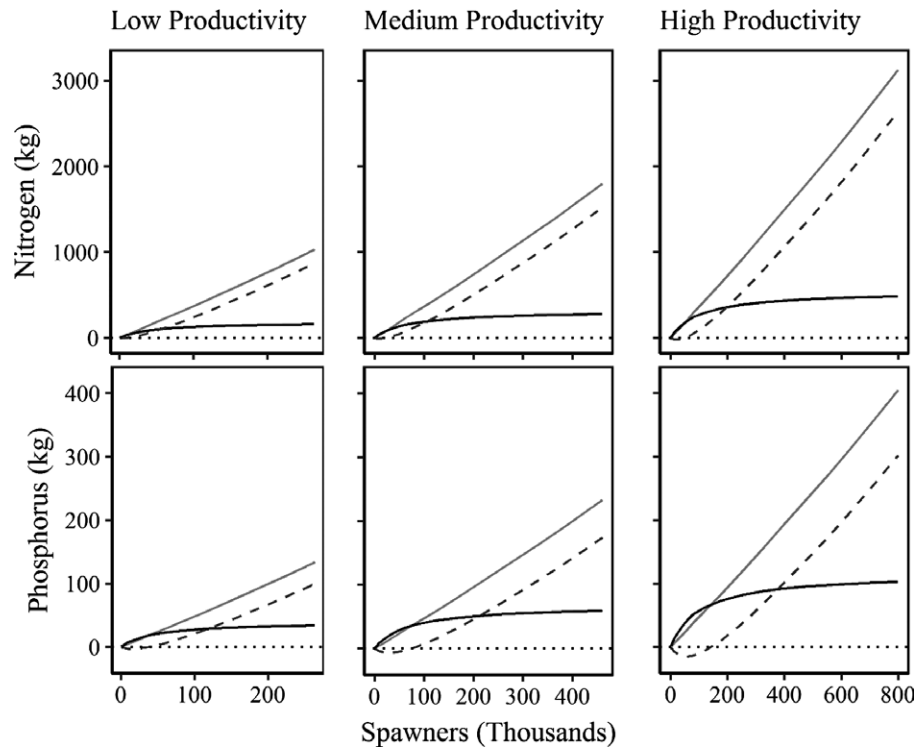 Low Productivity Medium Productivity High Productivity
Nitrogen (kg)
3000
2000
1000
0
Phosphorus (kg)
400
300
200
100
0
0 100 200 0 100 200 300 400 0 200 400 600 800
Spawners (Thousands)